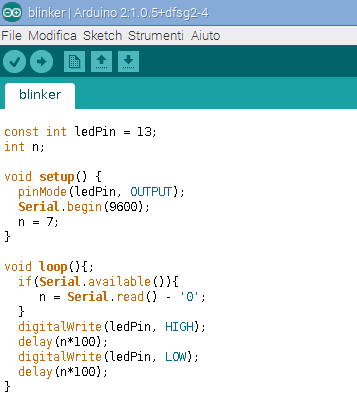 blinker | Arduino 2:1.0.5+dfsg2-4
File Modifica Sketch Strumenti Aiuto
blinker
const int ledPin = 13;
int n;
void setup() {
  pinMode(ledPin, OUTPUT);
  Serial.begin(9600);
  n = 7;
}
void loop(){;
  if(Serial.available()){
     n = Serial.read() - '0';
  }
  digitalWrite(ledPin, HIGH);
  delay(n*100);
  digitalWrite(ledPin, LOW);
  delay(n*100);
}